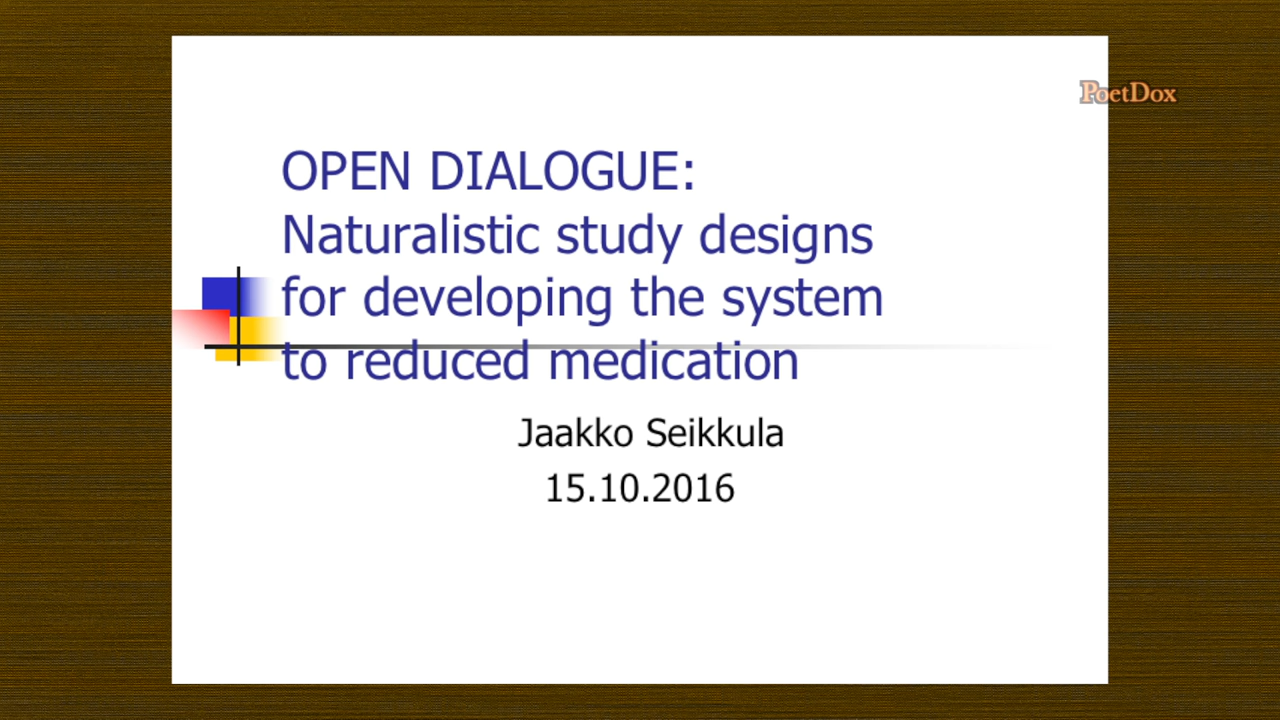 PoetDox
OPEN DIALOGUE:
Naturalistic study designs
for developing the system
to reduced medication
Jaakko Seikkula
15.10.2016